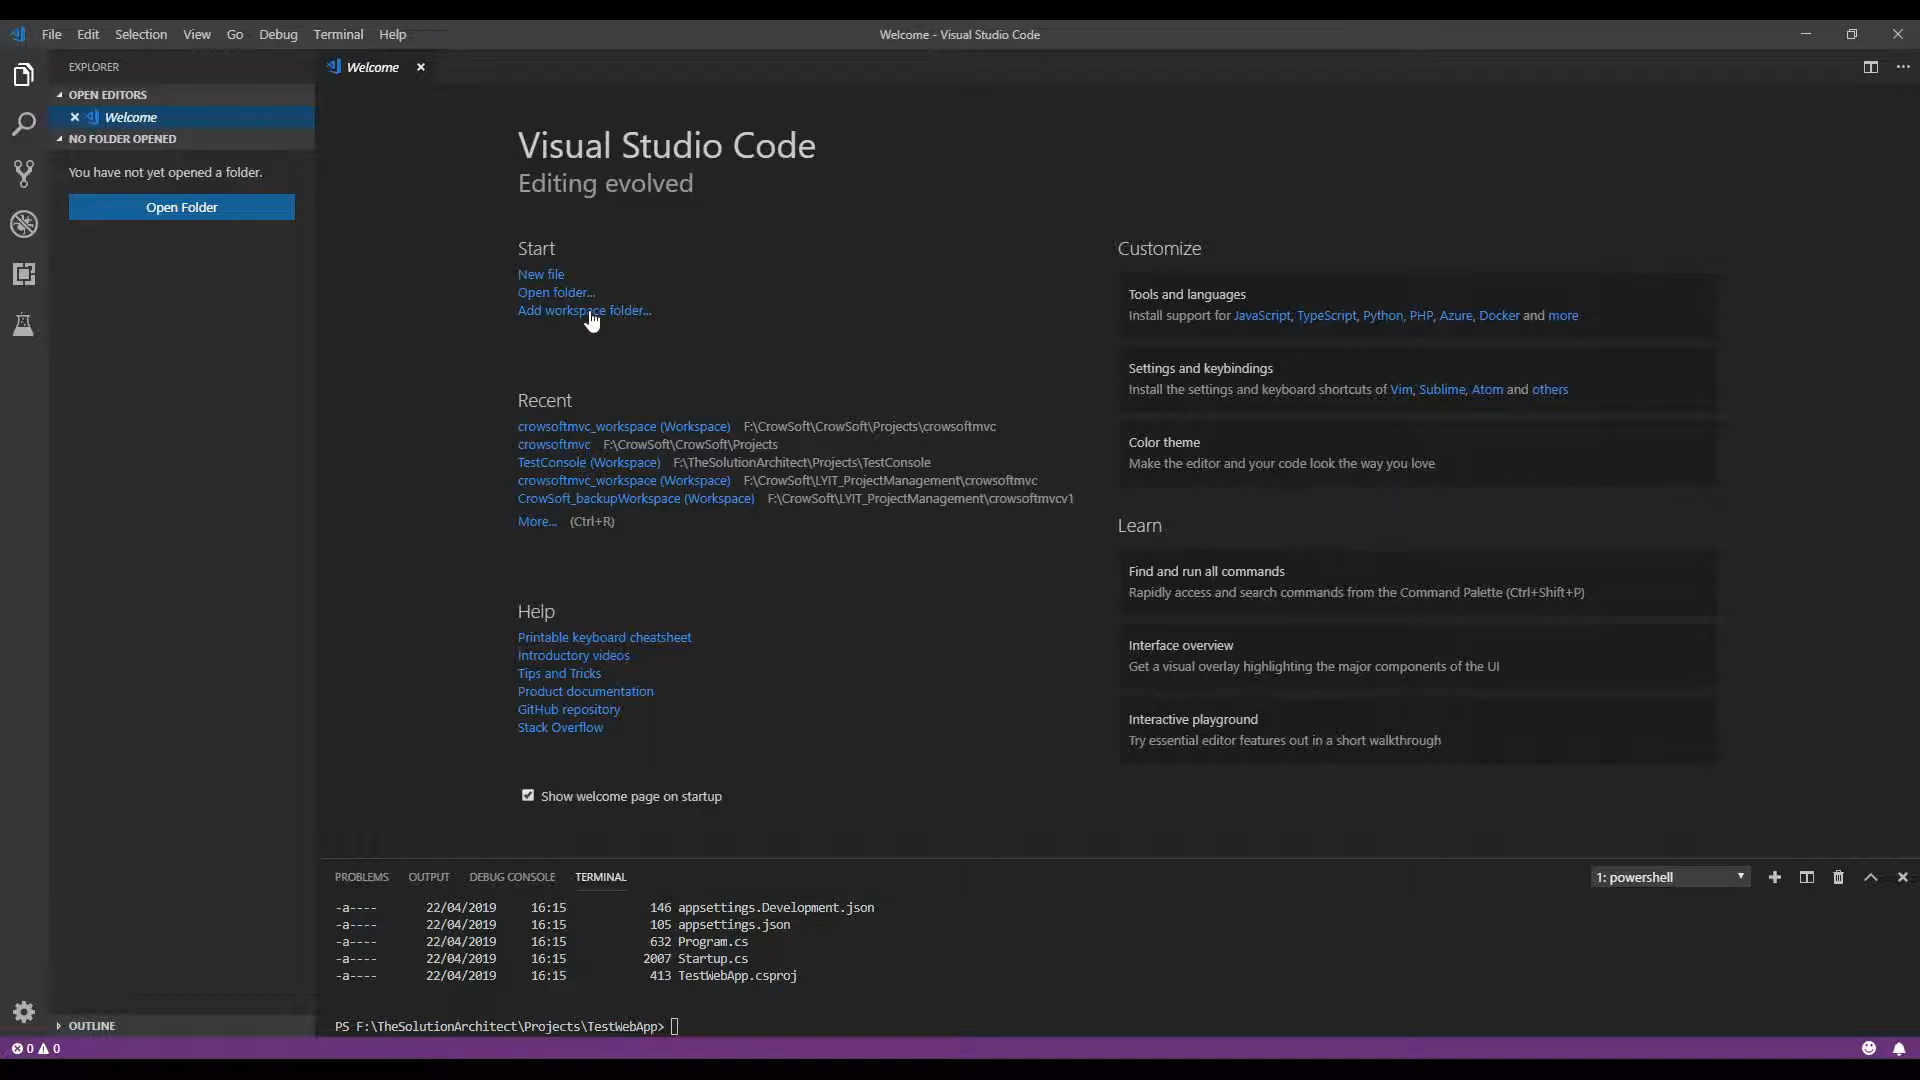 File Edit Selection View Go Debug Terminal Help
Welcome - Visual Studio Code
EXPLORER
OPEN EDITORS
Welcome
NO FOLDER OPENED
You have not yet opened a folder.
Open Folder
OUTLINE
Welcome
Visual Studio Code
Editing evolved
Start
New file
Open folder...
Add workspace folder...
Recent
crowsoftmvc_workspace (Workspace) F:\CrowSoft\CrowSoft\Projects\crowsoftmvc
crowsoftmvc F:\CrowSoft\CrowSoft\Projects
TestConsole (Workspace) F:\TheSolutionArchitect\Projects\TestConsole
crowsoftmvc_workspace (Workspace) F:\CrowSoft\LYIT_ProjectManagement\crowsoftmvc
CrowSoft_backupWorkspace (Workspace) F:\CrowSoft\LYIT_ProjectManagement\crowsoftmvcv1
More... (Ctrl+R)
Help
Printable keyboard cheatsheet
Introductory videos
Tips and Tricks
Product documentation
GitHub repository
Stack Overflow
Show welcome page on startup
Customize
Tools and languages
Install support for JavaScript, TypeScript, Python, PHP, Azure, Docker and more
Settings and keybindings
Install the settings and keyboard shortcuts of Vim, Sublime, Atom and others
Color theme
Make the editor and your code look the way you love
Learn
Find and run all commands
Rapidly access and search commands from the Command Palette (Ctrl+Shift+P)
Interface overview
Get a visual overlay highlighting the major components of the UI
Interactive playground
Try essential editor features out in a short walkthrough
PROBLEMS OUTPUT DEBUG CONSOLE TERMINAL
1: powershell
-a---- 22/04/2019 16:15 146 appsettings.Development.json
-a---- 22/04/2019 16:15 105 appsettings.json
-a---- 22/04/2019 16:15 632 Program.cs
-a---- 22/04/2019 16:15 2007 Startup.cs
-a---- 22/04/2019 16:15 413 TestWebApp.csproj
PS F:\TheSolutionArchitect\Projects\TestWebApp>
0 0